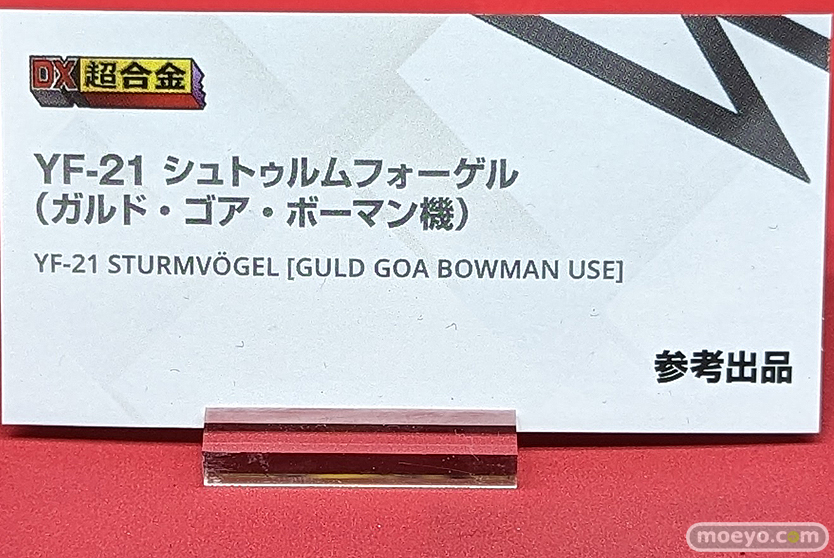 DX超合金
YF-21 シュトゥルムフォーゲル
（ガルド・ゴア・ボーマン機）
YF-21 STURMVÖGEL [GULD GOA BOWMAN USE]
参考出品
moeyo.com